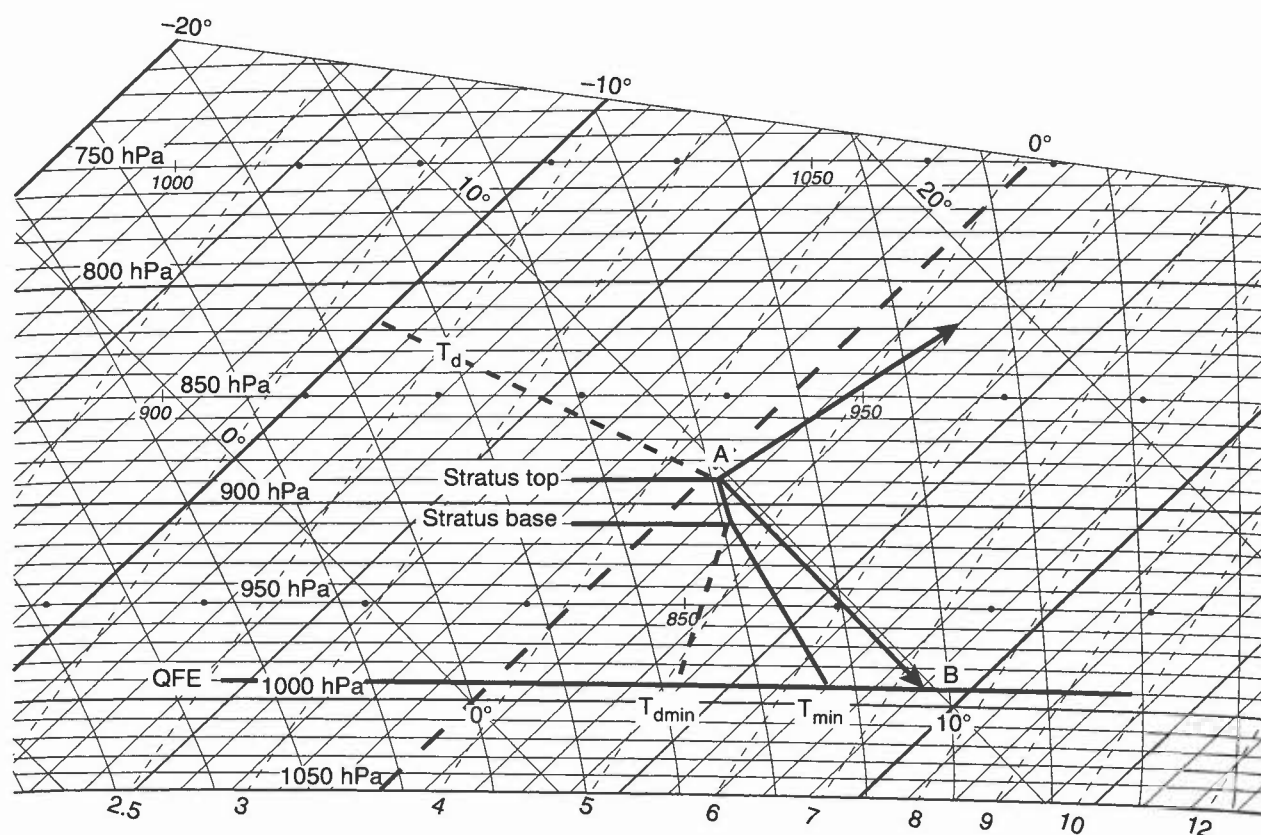 −20°
−10°
0°
750 hPa
1000
10°
1050
20°
800 hPa
T_d
850 hPa
900
950
0°
A
Stratus top
900 hPa
Stratus base
950 hPa
850
QFE
1000 hPa
B
0°
T_dmin
T_min
10°
1050 hPa
2.5 3 4 5 6 7 8 9 10 12